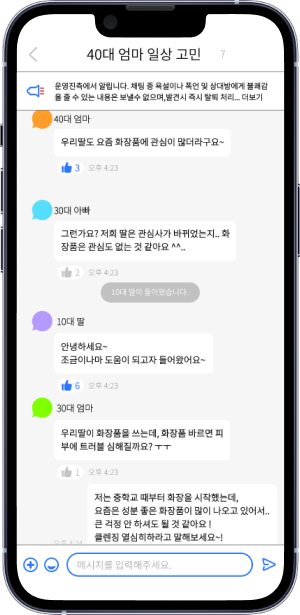 40대 엄마 일상 고민 7
운영진측에서 알립니다. 채팅 중 욕설이나 폭언 및 상대방에게 불쾌감
을 줄 수 있는 내용은 보낼수 없으며,발견시 즉시 탈퇴 처리... 더보기
40대 엄마
우리딸도 요즘 화장품에 관심이 많더라구요~
3 오후 4:23
30대 아빠
그런가요? 저희 딸은 관심사가 바뀌었는지.. 화
장품은 관심도 없는 것 같아요 ^^..
2 오후 4:23
10대 딸이 들어왔습니다.
10대 딸
안녕하세요~
조금이나마 도움이 되고자 들어왔어요~
6 오후 4:23
30대 엄마
우리딸이 화장품을 쓰는데, 화장품 바르면 피
부에 트러블 심해질까요? ㅜㅜ
1 오후 4:23
저는 중학교 때부터 화장을 시작했는데,
요즘은 성분 좋은 화장품이 많이 나오고 있어서..
큰 걱정 안 하셔도 될 것 같아요 !
클렌징 열심히하라고 말해보세요~!
오후 4:24
메시지를 입력해주세요.